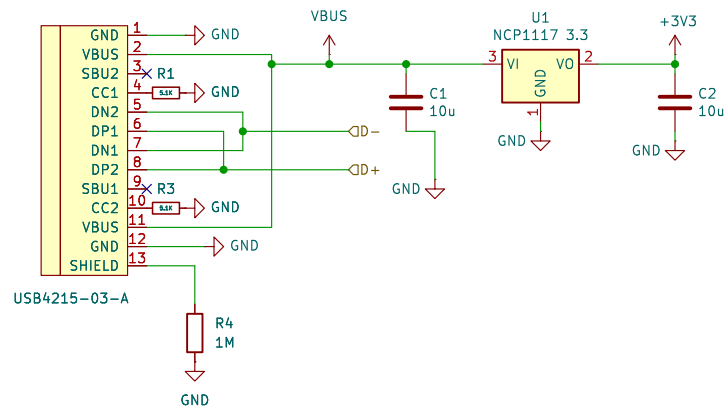 VBUS
U1
NCP1117 3.3
+3V3
GND 1 GND
VBUS 2
3 VI VO 2
GND
1
SBU2 3 R1
CC1 4 5.1K GND
C1
10u
C2
10u
DN2 5
DP1 6 D-
GND
GND
DN1 7
DP2 8 D+
SBU1 9 R3
GND
CC2 10 5.1K GND
VBUS 11
GND 12 GND
SHIELD 13
USB4215-03-A
R4
1M
GND